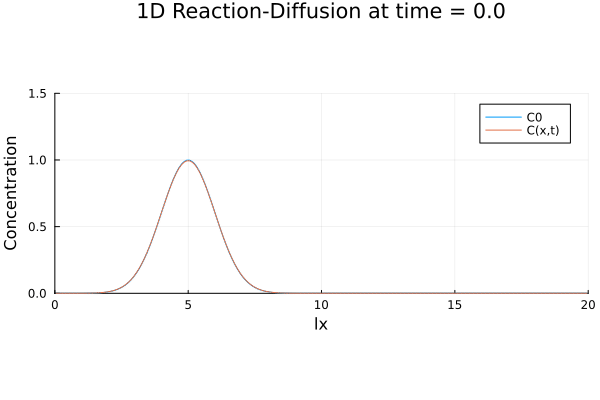 1D Reaction-Diffusion at time = 0.0
1.5
1.0
0.5
0.0
Concentration
C0
C(x,t)
0 5 10 15 20
lx